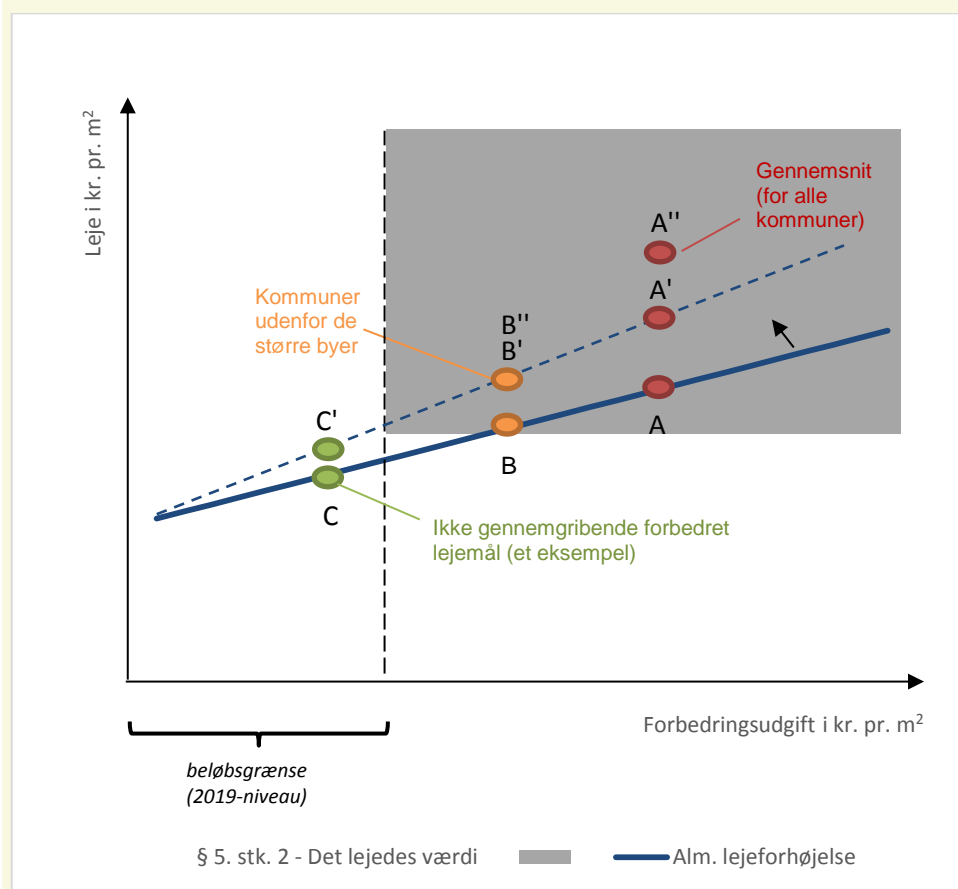 Leje i kr. pr. m²
Gennemsnit
(for alle
kommuner)
A''
A'
Kommuner
udenfor de
større byer
B''
B'
C'
A
B
C
Ikke gennemgribende forbedret
lejemål (et eksempel)
Forbedringsudgift i kr. pr. m²
beløbsgrænse
(2019-niveau)
§ 5. stk. 2 - Det lejedes værdi
Alm. lejeforhøjelse